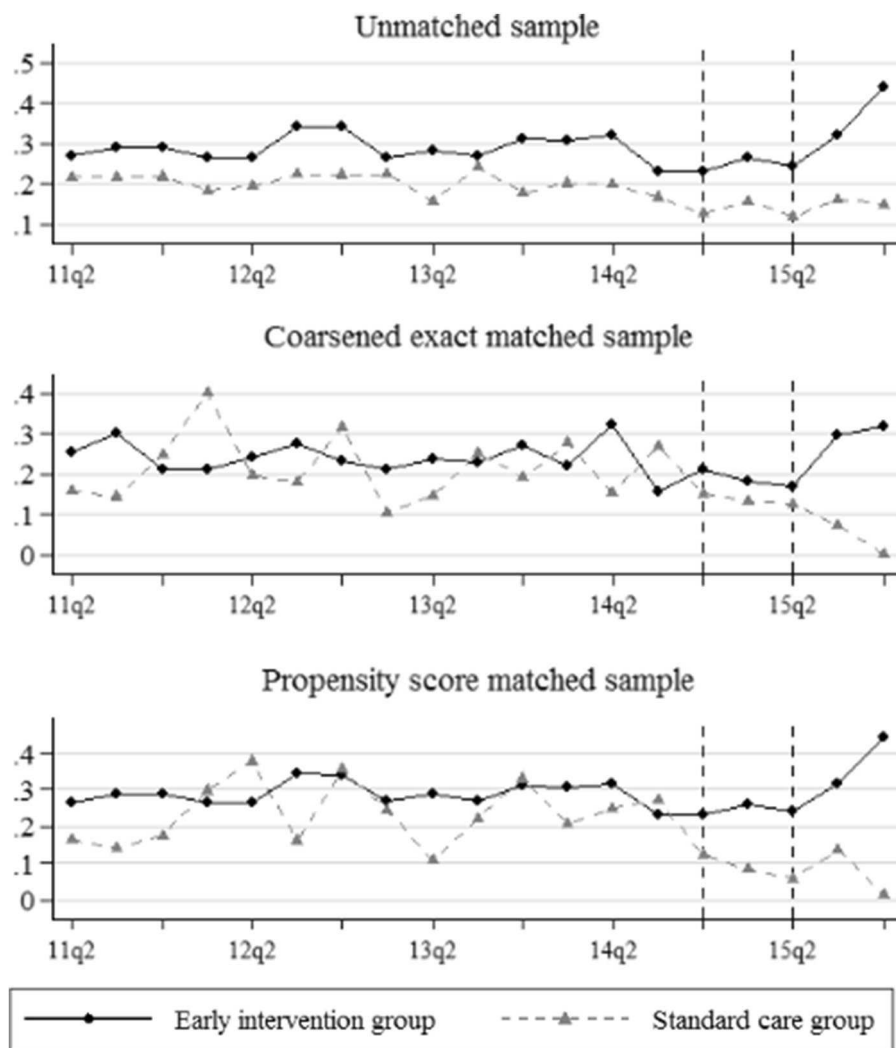 Unmatched sample
.5
.4
.3
.2
.1
11q2 12q2 13q2 14q2 15q2
Coarsened exact matched sample
.4
.3
.2
.1
0
11q2 12q2 13q2 14q2 15q2
Propensity score matched sample
.4
.3
.2
.1
0
11q2 12q2 13q2 14q2 15q2
Early intervention group Standard care group